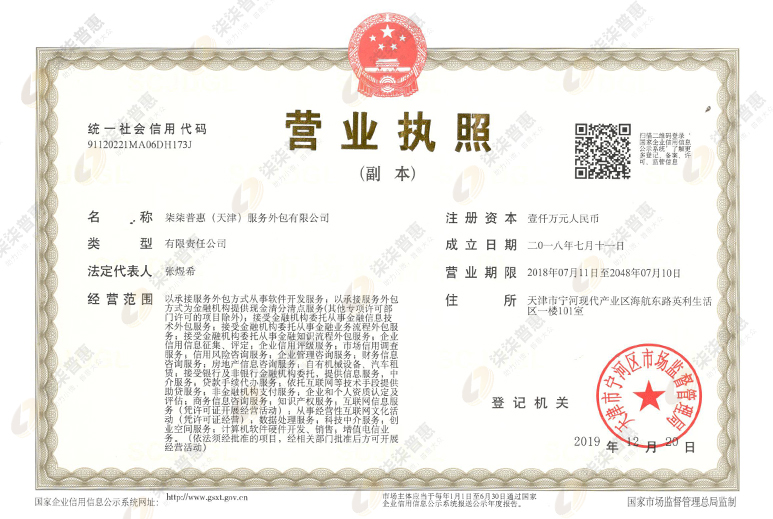 营业执照
(副 本)
统一社会信用代码
91120221MA06DH173J
扫描二维码登录'
国家企业信用信息
公示系统"了解更
多登记、备案、许
可、监管信息
名 称 柒柒普惠（天津）服务外包有限公司
类 型 有限责任公司
法定代表人 张煜希
经营范围 以承接服务外包方式从事软件开发服务；以承接服务外包
方式为金融机构提供现金清分清点服务(其他专项许可部
门许可的项目除外)；接受金融机构委托从事金融信息技
术外包服务；接受金融机构委托从事金融业务流程外包服
务；接受金融机构委托从事金融知识流程外包服务；企业
信用信息征集、评定；企业信用评级服务；市场信用调查
服务；信用风险咨询服务；企业管理咨询服务；财务信息
咨询服务；房地产信息咨询服务；自有机械设备、汽车租
赁；接受银行及非银行金融机构委托，提供信息服务，中
介服务；贷款手续代办服务；依托互联网等技术手段提供
助贷服务；非金融机构支付服务；企业和个人资质认定及
评估；商务信息咨询服务；知识产权服务；互联网信息服
务（凭许可证开展经营活动）；从事经营性互联网文化活动
（凭许可证经营）；数据处理服务；科技中介服务；创
业空间服务；计算机软件硬件开发、销售；增值电信业
务。（依法须经批准的项目，经相关部门批准后方可开展
经营活动）
注册资本 壹仟万元人民币
成立日期 二〇一八年七月十一日
营业期限 2018年07月11日至2048年07月10日
住 所 天津市宁河现代产业区海航东路英利生活
区一楼101室
登记机关
天津市宁河区市场监督管理局
2019 年 12 月 20 日
国家企业信用信息公示系统网址：http://www.gsxt.gov.cn
市场主体应当于每年1月1日至6月30日通过国家
企业信用信息公示系统报送公示年度报告。
国家市场监督管理总局监制
柒柒普惠